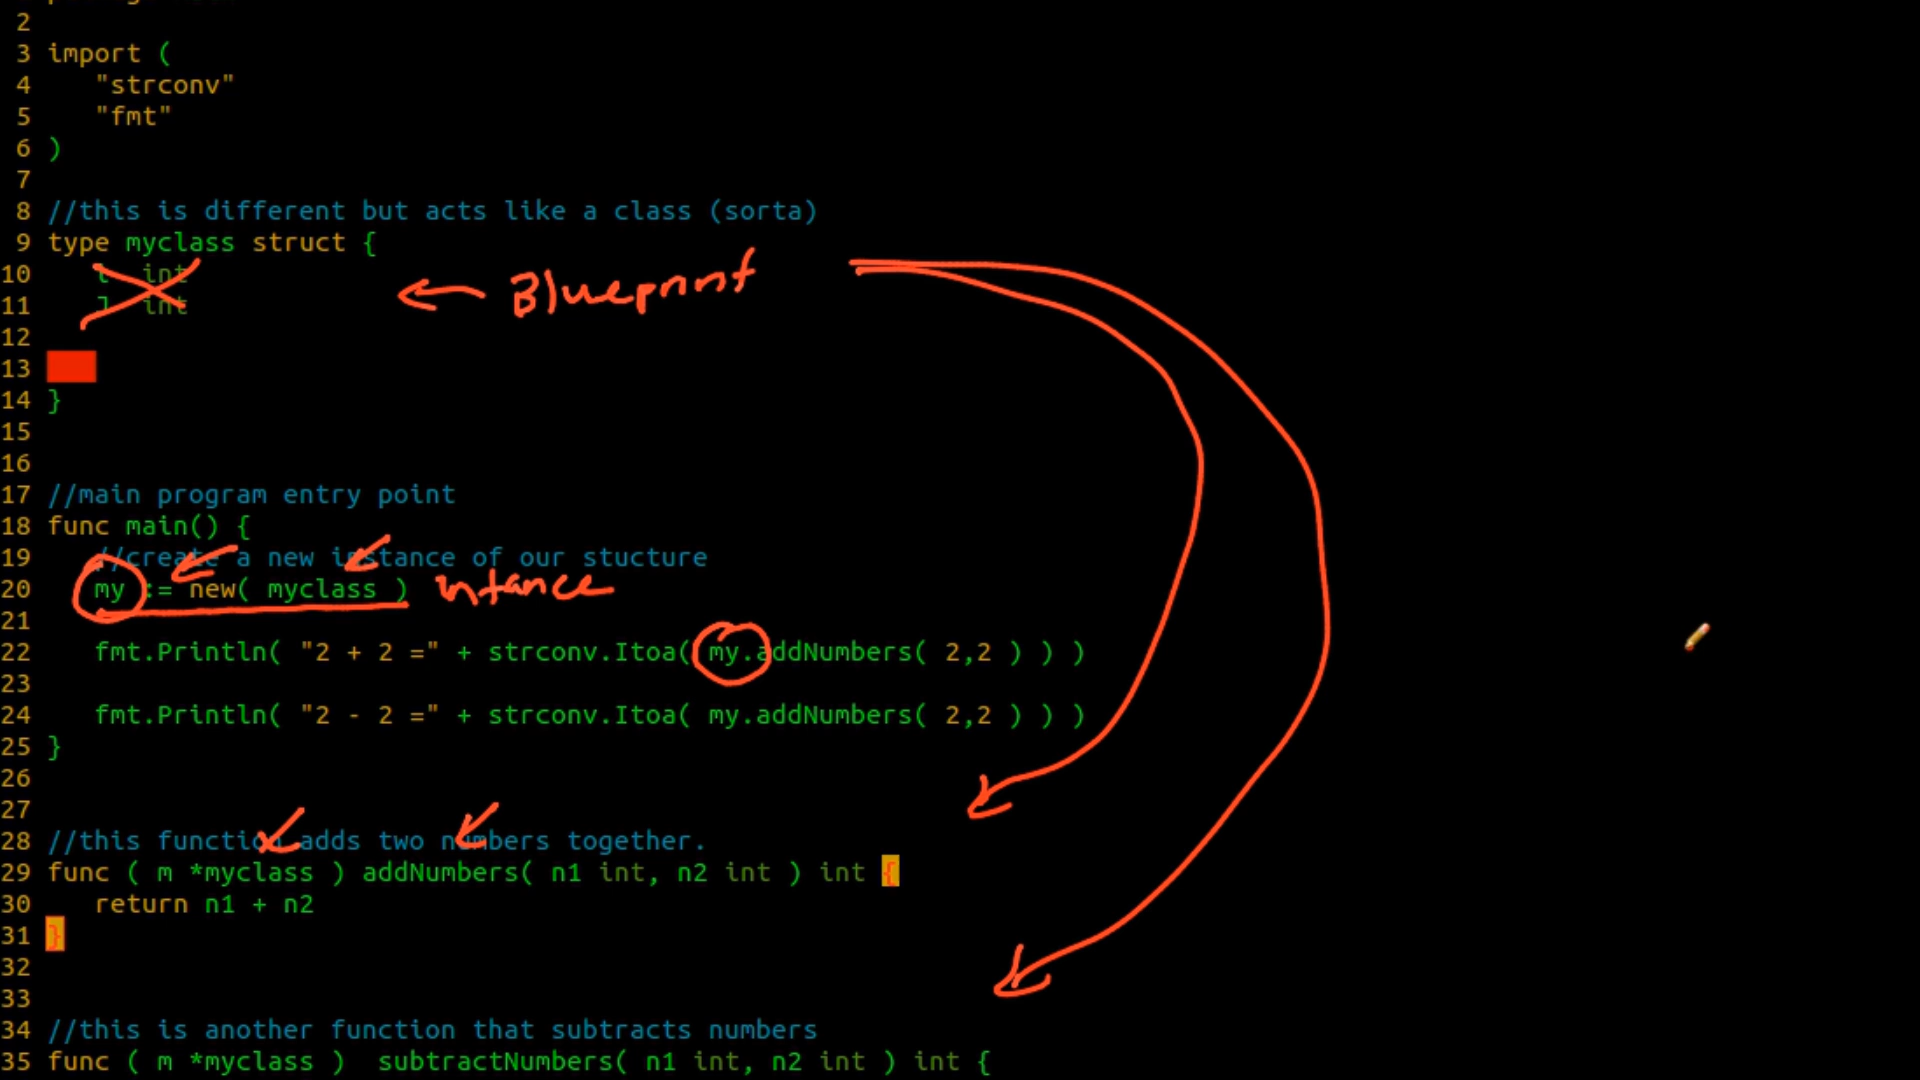 2
3 import (
4 "strconv"
5 "fmt"
6 )
7
8 //this is different but acts like a class (sorta)
9 type myclass struct {
10 int
11 int
← Blueprint
12
13
14 }
15
16
17 //main program entry point
18 func main() {
19 //create a new instance of our stucture
20 my := new( myclass ) intance
21
22 fmt.Println( "2 + 2 =" + strconv.Itoa( my.addNumbers( 2,2 ) ) )
23
24 fmt.Println( "2 - 2 =" + strconv.Itoa( my.addNumbers( 2,2 ) ) )
25 }
26
27
28 //this function adds two numbers together.
29 func ( m *myclass ) addNumbers( n1 int, n2 int ) int {
30 return n1 + n2
31 }
32
33
34 //this is another function that subtracts numbers
35 func ( m *myclass )  subtractNumbers( n1 int, n2 int ) int {